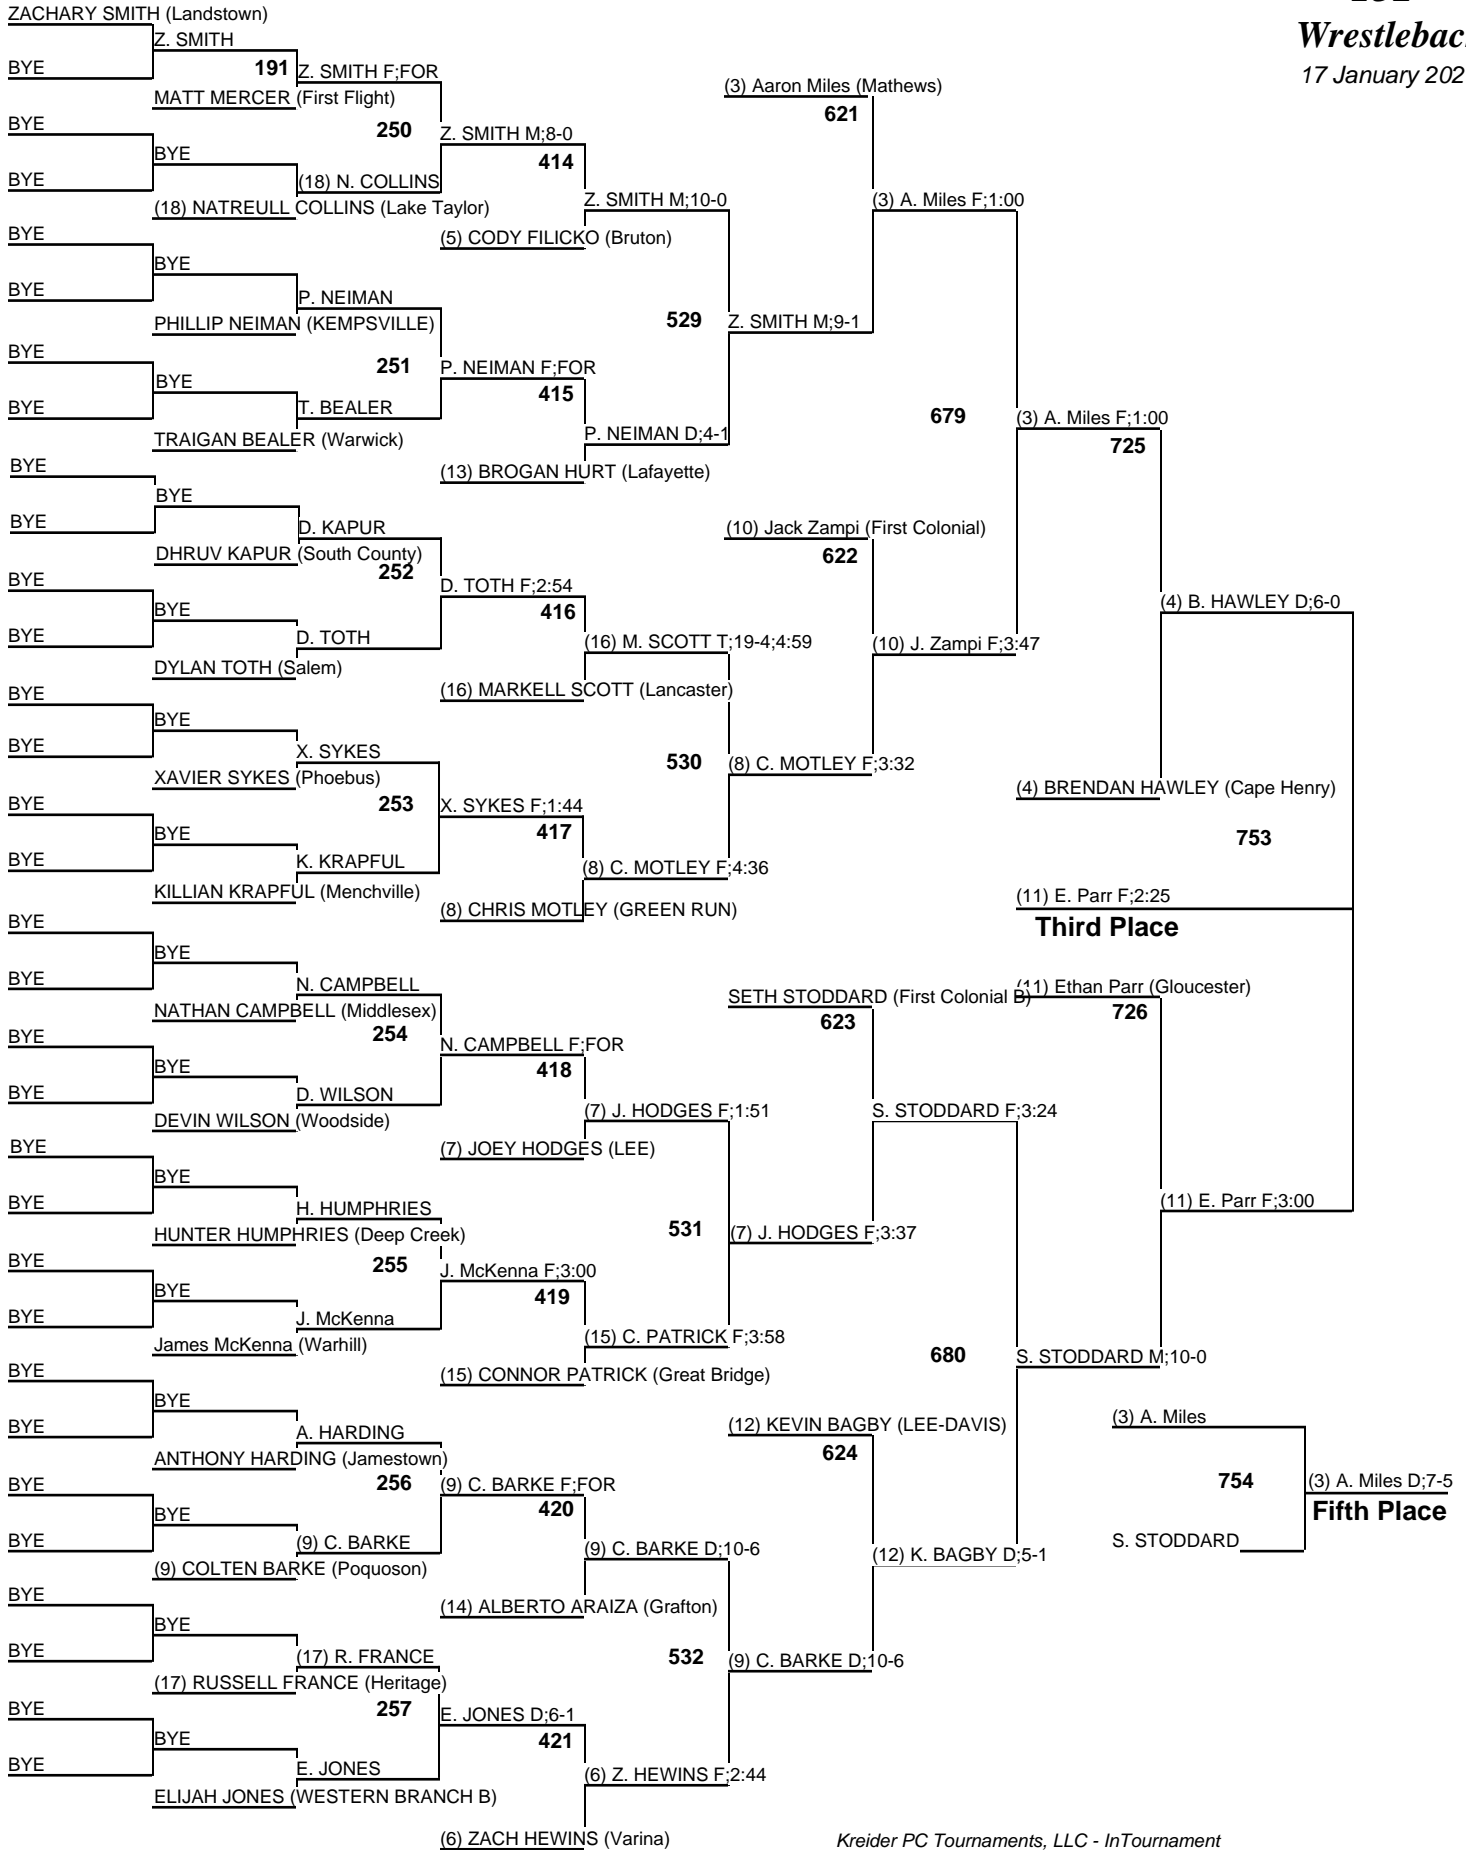 Wrestlebac
17 January 202
ZACHARY SMITH (Landstown)
Z. SMITH
BYE
191
Z. SMITH F;FOR
MATT MERCER (First Flight)
BYE
250
Z. SMITH M;8-0
BYE
414
BYE
(18) N. COLLINS
(18) NATREULL COLLINS (Lake Taylor)
Z. SMITH M;10-0
(5) CODY FILICKO (Bruton)
BYE
BYE
BYE
P. NEIMAN
PHILLIP NEIMAN (KEMPSVILLE)
529
Z. SMITH M;9-1
BYE
251
P. NEIMAN F;FOR
BYE
415
BYE
T. BEALER
TRAIGAN BEALER (Warwick)
P. NEIMAN D;4-1
(13) BROGAN HURT (Lafayette)
(3) Aaron Miles (Mathews)
621
(3) A. Miles F;1:00
679
(3) A. Miles F;1:00
725
BYE
BYE
BYE
D. KAPUR
DHRUV KAPUR (South County)
252
(10) Jack Zampi (First Colonial)
622
BYE
D. TOTH F;2:54
BYE
416
BYE
D. TOTH
(16) M. SCOTT T;19-4;4:59
(10) J. Zampi F;3:47
(4) B. HAWLEY D;6-0
DYLAN TOTH (Salem)
(16) MARKELL SCOTT (Lancaster)
BYE
BYE
BYE
X. SYKES
530
(8) C. MOTLEY F;3:32
XAVIER SYKES (Phoebus)
(4) BRENDAN HAWLEY (Cape Henry)
BYE
253
X. SYKES F;1:44
BYE
417
753
BYE
K. KRAPFUL
(8) C. MOTLEY F;4:36
KILLIAN KRAPFUL (Menchville)
(8) CHRIS MOTLEY (GREEN RUN)
(11) E. Parr F;2:25
Third Place
BYE
BYE
BYE
N. CAMPBELL
SETH STODDARD (First Colonial B)
(11) Ethan Parr (Gloucester)
NATHAN CAMPBELL (Middlesex)
623
726
254
BYE
N. CAMPBELL F;FOR
BYE
418
BYE
D. WILSON
(7) J. HODGES F;1:51
S. STODDARD F;3:24
DEVIN WILSON (Woodside)
(7) JOEY HODGES (LEE)
BYE
BYE
BYE
H. HUMPHRIES
(11) E. Parr F;3:00
HUNTER HUMPHRIES (Deep Creek)
531
(7) J. HODGES F;3:37
BYE
255
J. McKenna F;3:00
BYE
419
BYE
J. McKenna
James McKenna (Warhill)
(15) C. PATRICK F;3:58
680
S. STODDARD M;10-0
BYE
(15) CONNOR PATRICK (Great Bridge)
BYE
BYE
A. HARDING
(12) KEVIN BAGBY (LEE-DAVIS)
(3) A. Miles
ANTHONY HARDING (Jamestown)
624
BYE
256
(9) C. BARKE F;FOR
754
(3) A. Miles D;7-5
BYE
420
Fifth Place
BYE
(9) C. BARKE
(9) C. BARKE D;10-6
(12) K. BAGBY D;5-1
S. STODDARD
(9) COLTEN BARKE (Poquoson)
BYE
(14) ALBERTO ARAIZA (Grafton)
BYE
BYE
(17) R. FRANCE
532
(9) C. BARKE D;10-6
(17) RUSSELL FRANCE (Heritage)
BYE
257
E. JONES D;6-1
BYE
421
BYE
E. JONES
(6) Z. HEWINS F;2:44
ELIJAH JONES (WESTERN BRANCH B)
(6) ZACH HEWINS (Varina)
Kreider PC Tournaments, LLC - InTournament